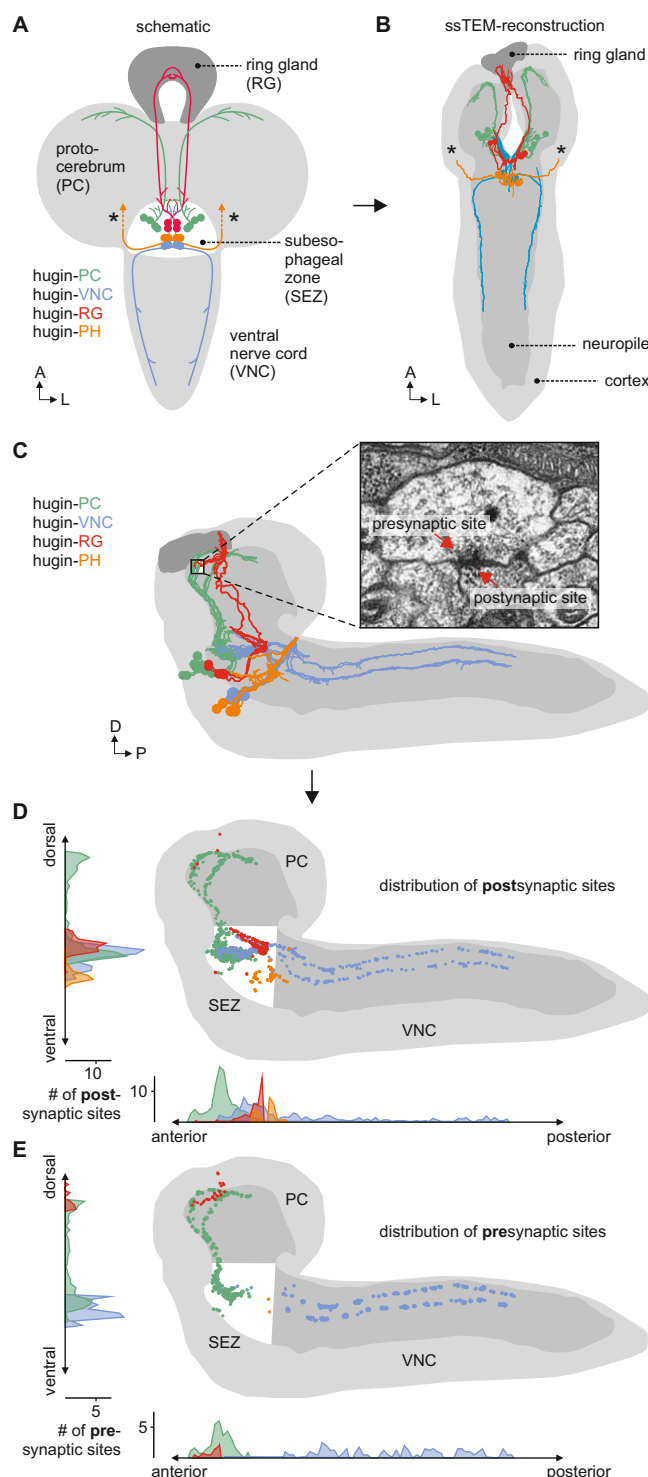 A
schematic
ring gland
(RG)
proto-
cerebrum
(PC)
*
*
subeso-
phageal
zone
(SEZ)
hugin-PC
hugin-VNC
hugin-RG
hugin-PH
ventral
nerve cord
(VNC)
A
L
B
ssTEM-reconstruction
ring gland
*
*
neuropile
cortex
A
L
C
hugin-PC
hugin-VNC
hugin-RG
hugin-PH
presynaptic site
postynaptic site
D
P
D
dorsal
ventral
10
# of post-
synaptic sites
PC
distribution of postsynaptic sites
SEZ
VNC
10
anterior
posterior
E
dorsal
ventral
5
# of pre-
synaptic sites
PC
distribution of presynaptic sites
SEZ
VNC
5
anterior
posterior